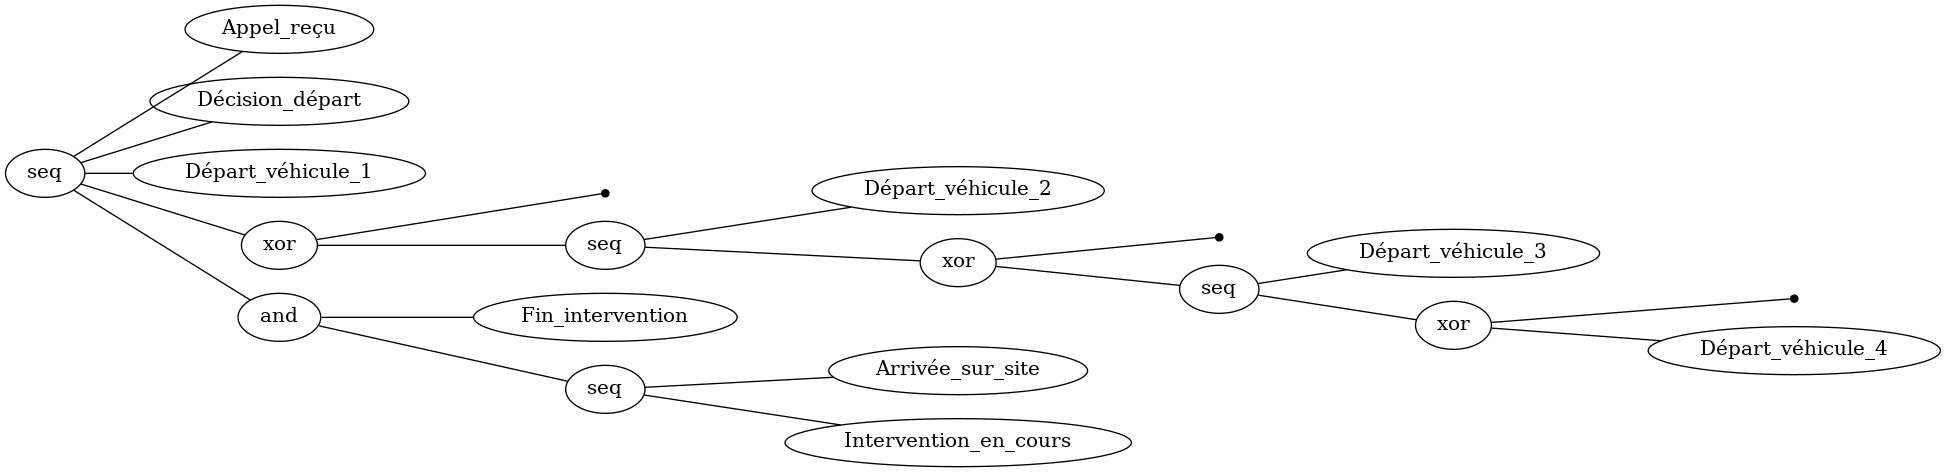 Appel_reçu
Décision_départ
Départ_véhicule_1
seq
xor
seq
Départ_véhicule_2
xor
seq
Départ_véhicule_3
xor
Départ_véhicule_4
and
Fin_intervention
seq
Arrivée_sur_site
Intervention_en_cours